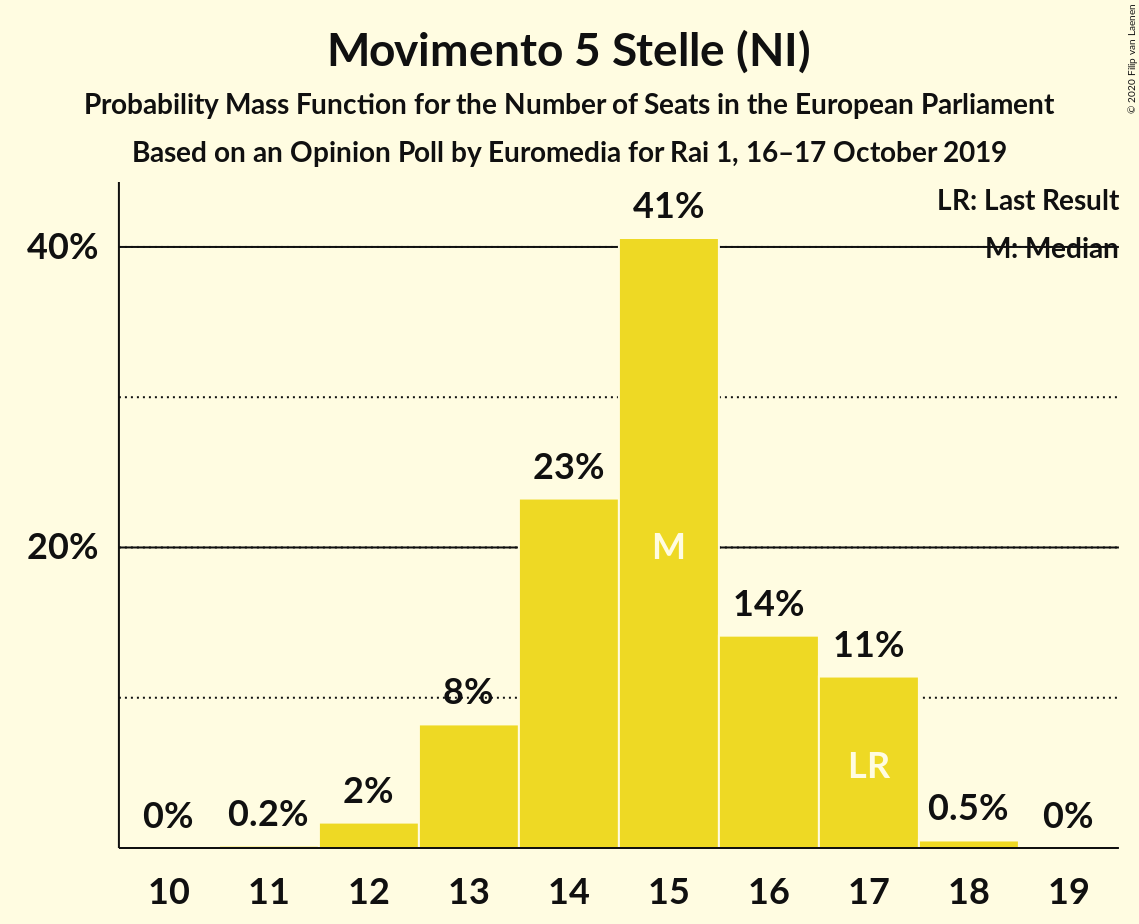 Movimento 5 Stelle (NI)
Probability Mass Function for the Number of Seats in the European Parliament
Based on an Opinion Poll by Euromedia for Rai 1, 16–17 October 2019
© 2020 Filip van Laenen
LR: Last Result
M: Median
40%
20%
0%
0.2%
2%
8%
23%
41%
14%
11%
0.5%
0%
M
LR
10 11 12 13 14 15 16 17 18 19